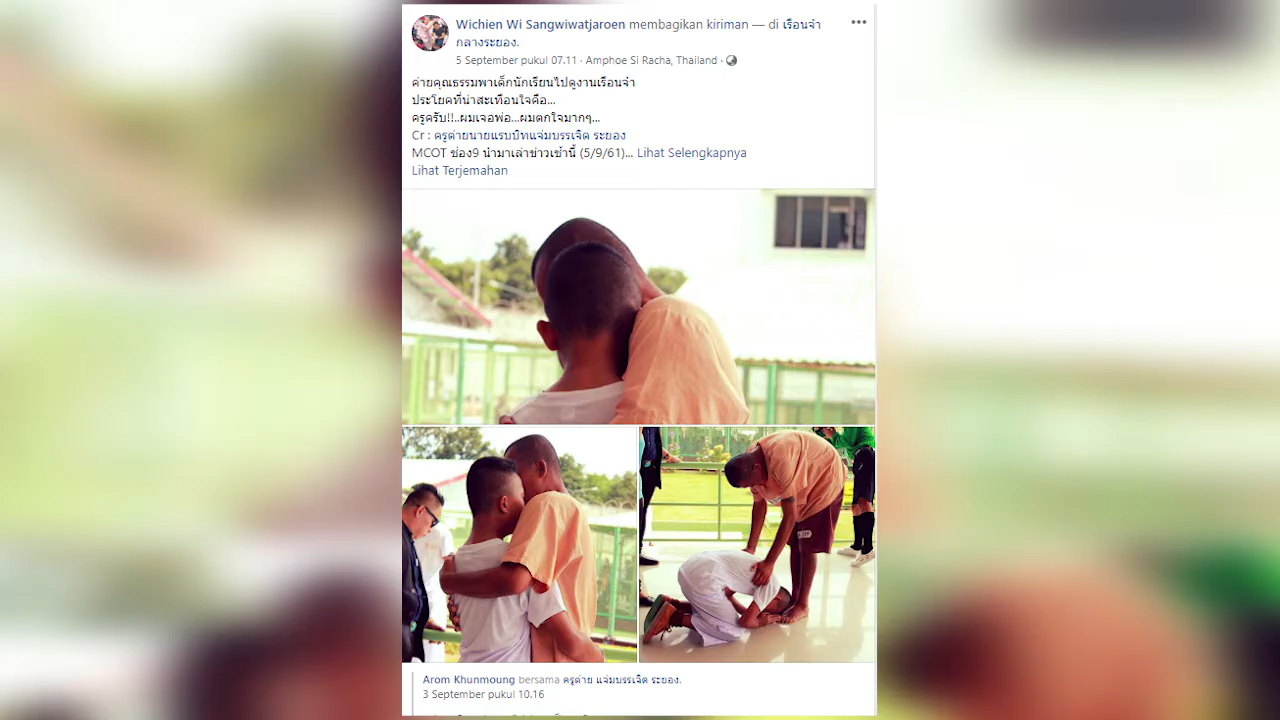 Wichien Wi Sangwiwatjaroen membagikan kiriman — di เรือนจำ
กลางระยอง.
5 September pukul 07.11 · Amphoe Si Racha, Thailand ·
ค่ายคุณธรรมพาเด็กนักเรียนไปดูงานเรือนจำ
ประโยคที่น่าสะเทือนใจคือ...
ครูครับ!!..ผมเจอพ่อ...ผมตกใจมากๆ...
Cr : ครูต่ายนายแรบบิทแจ่มบรรเจิด ระยอง
MCOT ช่อง9 นำมาเล่าข่าวเช้านี้ (5/9/61)... Lihat Selengkapnya
Lihat Terjemahan
Arom Khunmoung bersama ครูต่าย แจ่มบรรเจิด ระยอง.
3 September pukul 10.16